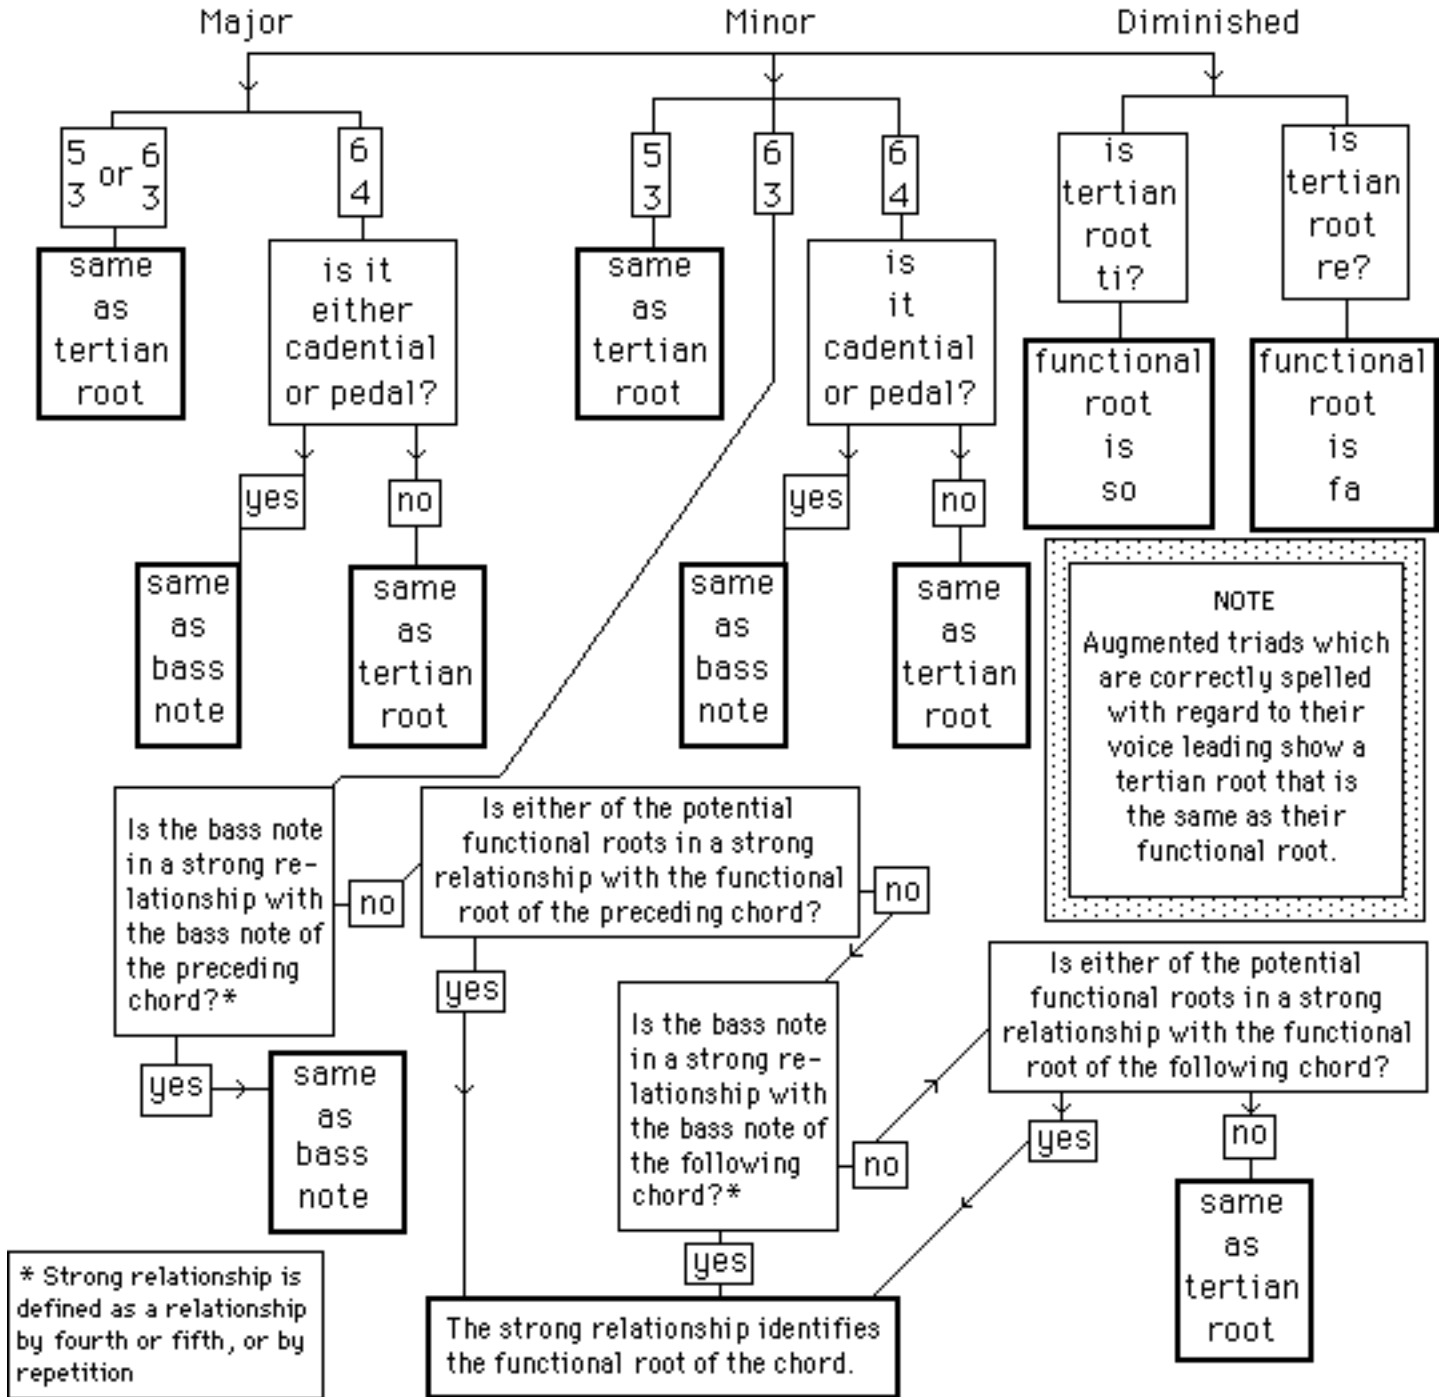 Major
Minor
Diminished
5 or 6
3 3
6
4
5
3
6
3
6
4
is
tertian
root
ti?
is
tertian
root
re?
same
as
tertian
root
is it
either
cadential
or pedal?
same
as
tertian
root
is
it
cadential
or pedal?
functional
root
is
so
functional
root
is
fa
yes
no
yes
no
same
as
bass
note
same
as
tertian
root
same
as
bass
note
same
as
tertian
root
NOTE
Augmented triads which
are correctly spelled
with regard to their
voice leading show a
tertian root that is
the same as their
functional root.
Is the bass note
in a strong re-
lationship with
the bass note of
the preceding
chord?*
no
Is either of the potential
functional roots in a strong
relationship with the functional
root of the preceding chord?
no
yes
yes
same
as
bass
note
Is the bass note
in a strong re-
lationship with
the bass note of
the following
chord?*
no
yes
Is either of the potential
functional roots in a strong
relationship with the functional
root of the following chord?
yes
no
same
as
tertian
root
* Strong relationship is
defined as a relationship
by fourth or fifth, or by
repetition
The strong relationship identifies
the functional root of the chord.